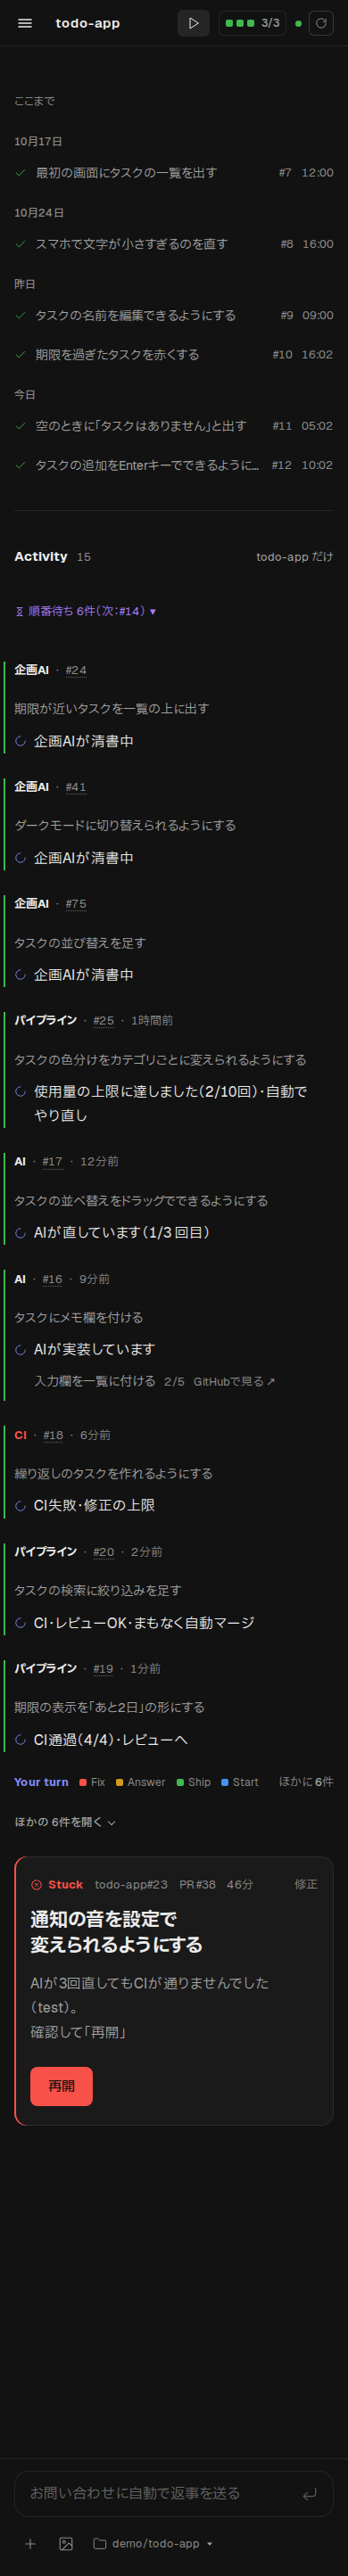 todo-app 3/3
ここまで
10月17日
最初の画面にタスクの一覧を出す #7 12:00
10月24日
スマホで文字が小さすぎるのを直す #8 16:00
昨日
タスクの名前を編集できるようにする #9 09:00
期限を過ぎたタスクを赤くする #10 16:02
今日
空のときに「タスクはありません」と出す #11 05:02
タスクの追加をEnterキーでできるように… #12 10:02
Activity 15 todo-app だけ
順番待ち 6件（次：#14） ▾
企画AI · #24
期限が近いタスクを一覧の上に出す
企画AIが清書中
企画AI · #41
ダークモードに切り替えられるようにする
企画AIが清書中
企画AI · #75
タスクの並び替えを足す
企画AIが清書中
パイプライン · #25 · 1時間前
タスクの色分けをカテゴリごとに変えられるようにする
使用量の上限に達しました（2/10回）・自動で
やり直し
AI · #17 · 12分前
タスクの並べ替えをドラッグでできるようにする
AIが直しています（1/3 回目）
AI · #16 · 9分前
タスクにメモ欄を付ける
AIが実装しています
入力欄を一覧に付ける 2/5 GitHubで見る ↗
CI · #18 · 6分前
繰り返しのタスクを作れるようにする
CI失敗・修正の上限
パイプライン · #20 · 2分前
タスクの検索に絞り込みを足す
CI・レビューOK・まもなく自動マージ
パイプライン · #19 · 1分前
期限の表示を「あと2日」の形にする
CI通過（4/4）・レビューへ
Your turn Fix Answer Ship Start ほかに 6件
ほかの 6件を開く
Stuck todo-app#23 PR#38 46分 修正
通知の音を設定で
変えられるようにする
AIが3回直してもCIが通りませんでした
（test）。
確認して「再開」
再開
お問い合わせに自動で返事を送る
demo/todo-app ▾